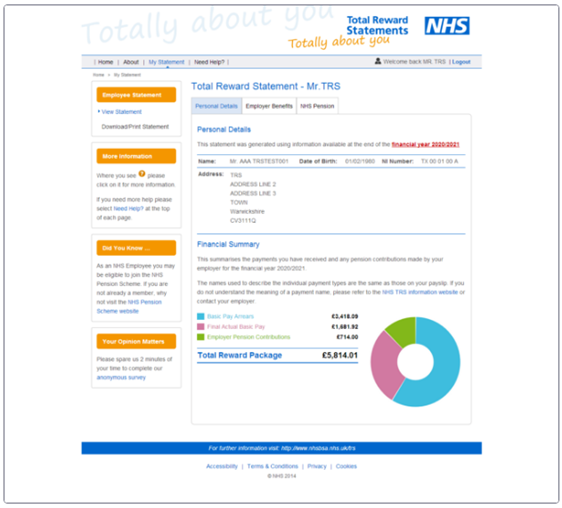 Totally about you
Total Reward
Statements
NHS
Totally about you
| Home | About | My Statement | Need Help? |
Welcome back MR. TRS | Logout
Home > My Statement
Employee Statement
View Statement
Download/Print Statement
More Information
Where you see ? please
click on it for more information
If you need more help please
select Need Help? at the top
of each page.
Did You Know ...
As an NHS Employee you may
be eligible to join the NHS
Pension Scheme. If you are
not already a member, why
not visit the NHS Pension
Scheme website
Your Opinion Matters
Please spare us 2 minutes of
your time to complete our
anonymous survey
Total Reward Statement - Mr.TRS
Personal Details
Employer Benefits
NHS Pension
Personal Details
This statement was generated using information available at the end of the financial year 2020/2021
Name: Mr. AAA TRSTEST001 Date of Birth: 01/02/1960 NI Number: TX 00 01 00 A
Address: TRS
ADDRESS LINE 2
ADDRESS LINE 3
TOWN
Warwickshire
CV3111Q
Financial Summary
This summarises the payments you have received and any pension contributions made by
your employer for the financial year 2020/2021
The names used to describe the individual payment types are the same as those on your payslip. If you
do not understand the meaning of a payment name, please refer to the NHS TRS information website or
contact your employer
Basic Pay Arrears £3,418.09
Final Actual Basic Pay £1,681.92
Employer Pension Contributions £714.00
Total Reward Package £5,814.01
For further information visit: http://www.nhsbsa.nhs.uk/trs
Accessibility | Terms & Conditions | Privacy | Cookies
© NHS 2014